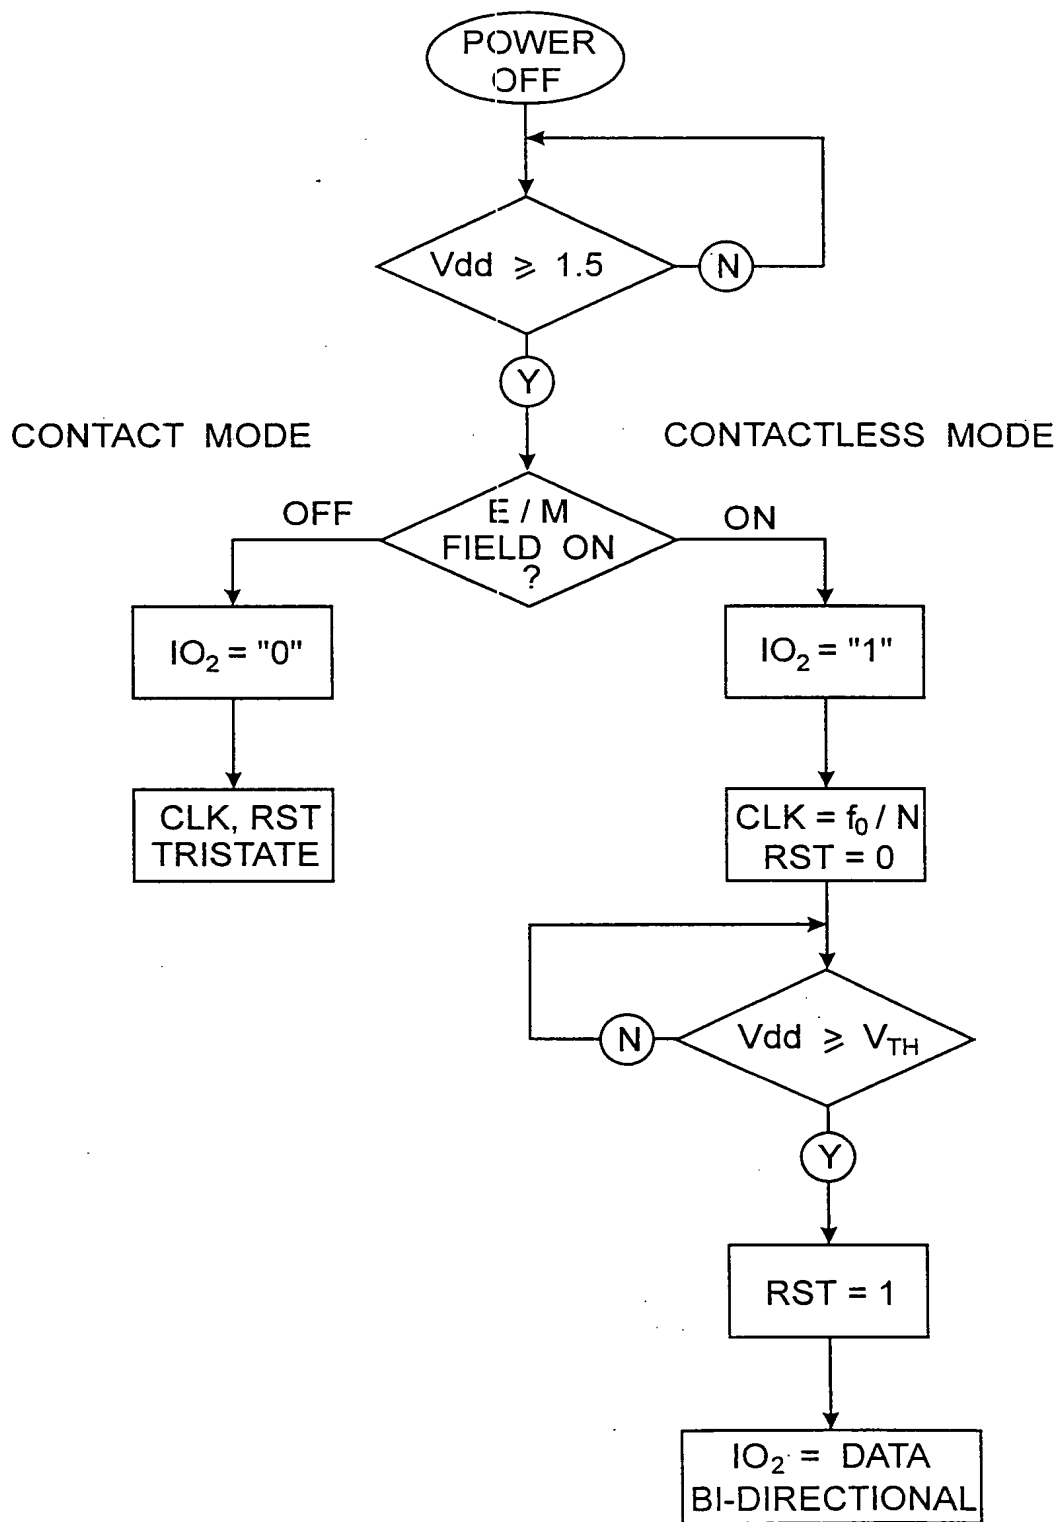 POWER
OFF
Vdd ⩾ 1.5
N
Y
CONTACT MODE
CONTACTLESS MODE
OFF
E / M
FIELD ON
?
ON
IO₂ = "0"
IO₂ = "1"
CLK, RST
TRISTATE
CLK = f₀ / N
RST = 0
N
Vdd ⩾ V_TH
Y
RST = 1
IO₂ = DATA
BI-DIRECTIONAL